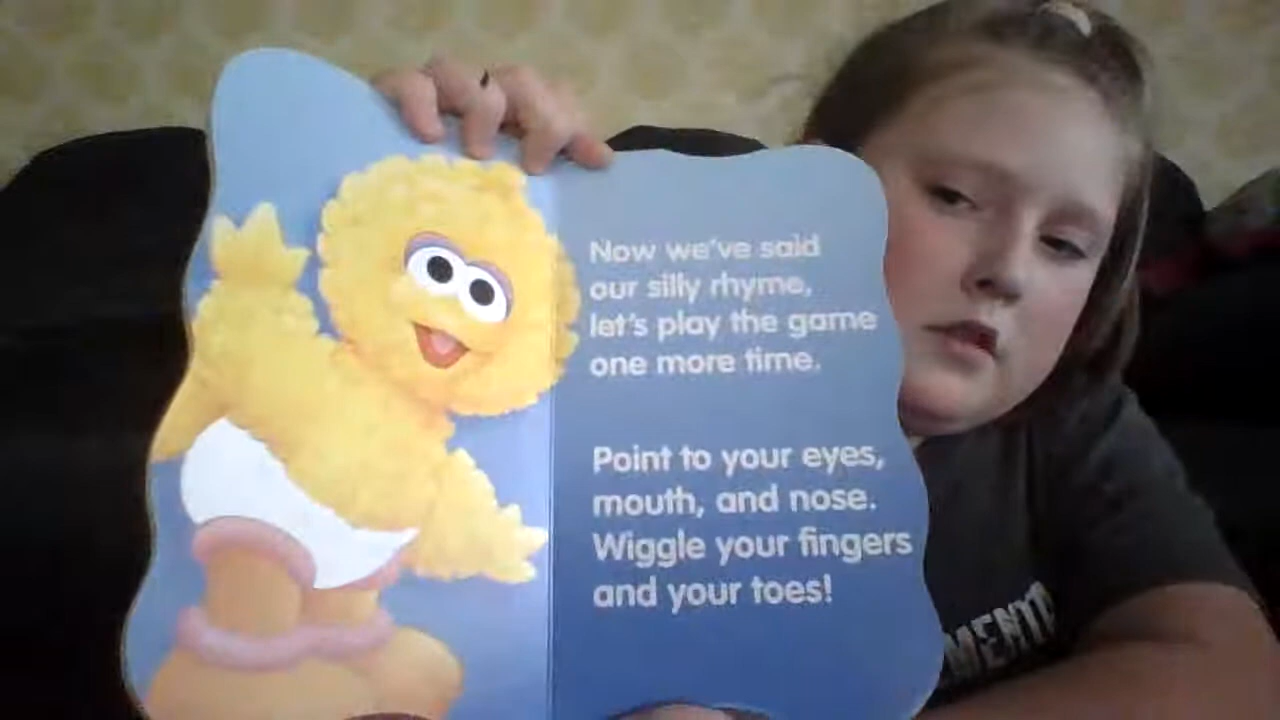 Now we've said
our silly rhyme,
let's play the game
one more time.
Point to your eyes,
mouth, and nose.
Wiggle your fingers
and your toes!